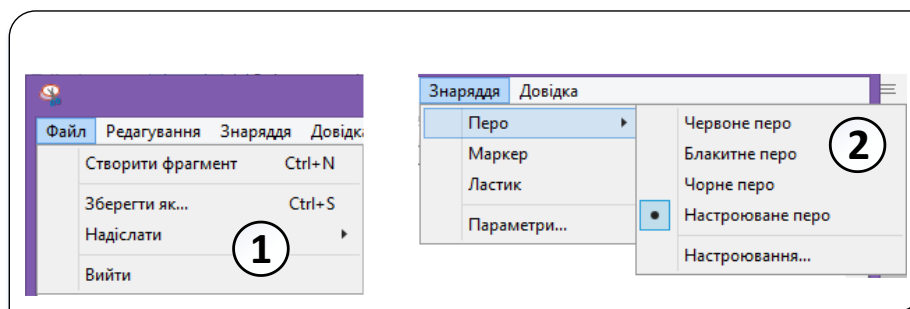 Файл Редагування Знаряддя Довідк
Створити фрагмент Ctrl+N
Зберегти як... Ctrl+S
Надіслати
Вийти
1
Знаряддя Довідка
Перо
Маркер
Ластик
Параметри...
Червоне перо
Блакитне перо
Чорне перо
Настроюване перо
Настроювання...
2